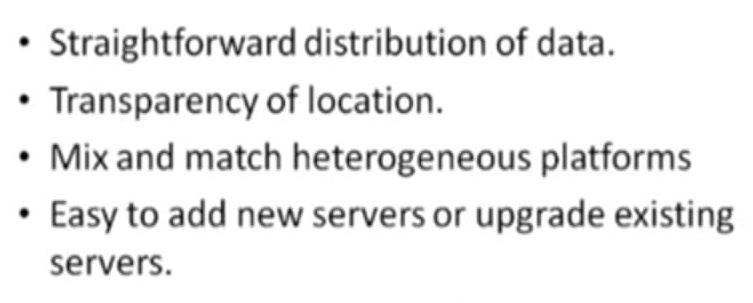 • Straightforward distribution of data.
• Transparency of location.
• Mix and match heterogeneous platforms
• Easy to add new servers or upgrade existing
servers.